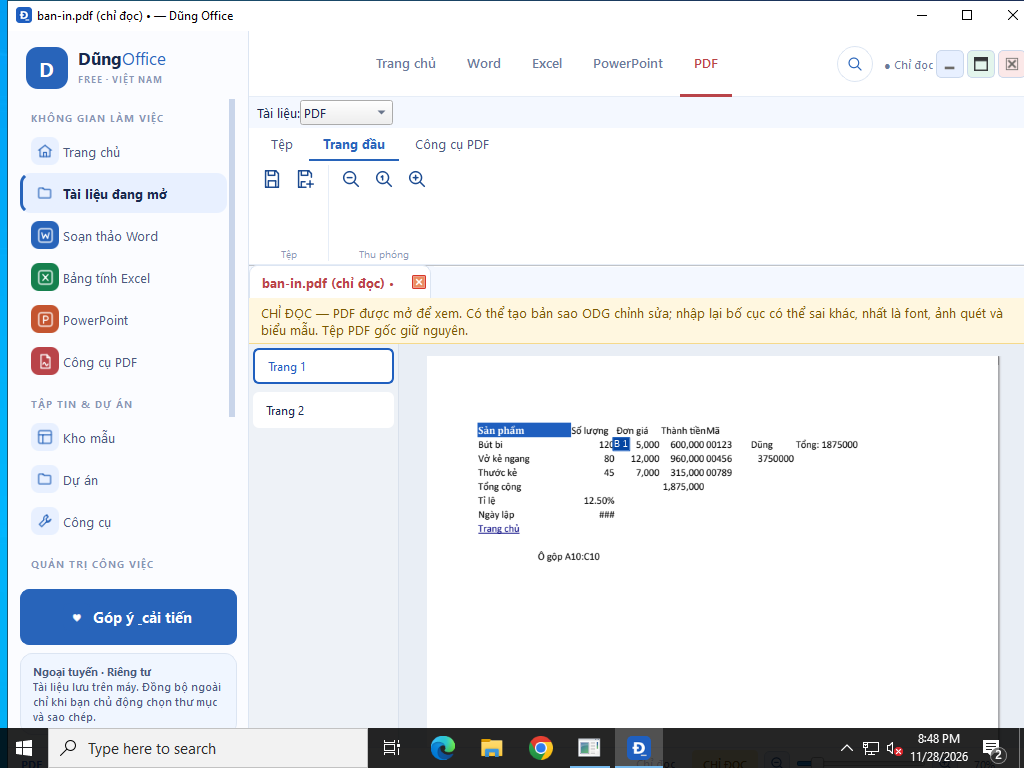 ban-in.pdf (chỉ đọc) • — Dũng Office
D
DũngOffice
FREE · VIỆT NAM
KHÔNG GIAN LÀM VIỆC
Trang chủ
Tài liệu đang mở
Soạn thảo Word
Bảng tính Excel
PowerPoint
Công cụ PDF
TẬP TIN & DỰ ÁN
Kho mẫu
Dự án
Công cụ
QUẢN TRỊ CÔNG VIỆC
♥ Góp ý _cải tiến
Ngoại tuyến · Riêng tư
Tài liệu lưu trên máy. Đồng bộ ngoài
chỉ khi bạn chủ động chọn thư mục
và sao chép.
Trang chủ Word Excel PowerPoint PDF
• Chỉ đọc
Tài liệu: PDF
Tệp Trang đầu Công cụ PDF
Tệp Thu phóng
ban-in.pdf (chỉ đọc) •
CHỈ ĐỌC — PDF được mở để xem. Có thể tạo bản sao ODG chỉnh sửa; nhập lại bố cục có thể sai khác, nhất là font, ảnh quét và
biểu mẫu. Tệp PDF gốc giữ nguyên.
Trang 1
Trang 2
Sản phẩm Số lượng Đơn giá Thành tiền Mã
Bút bi 120 B 1 5,000 600,000 00123 Dũng Tổng: 1875000
Vở kẻ ngang 80 12,000 960,000 00456 3750000
Thước kẻ 45 7,000 315,000 00789
Tổng cộng 1,875,000
Tỉ lệ 12.50%
Ngày lập ###
Trang chủ
Ô gộp A10:C10
Type here to search
8:48 PM
11/28/2026
2